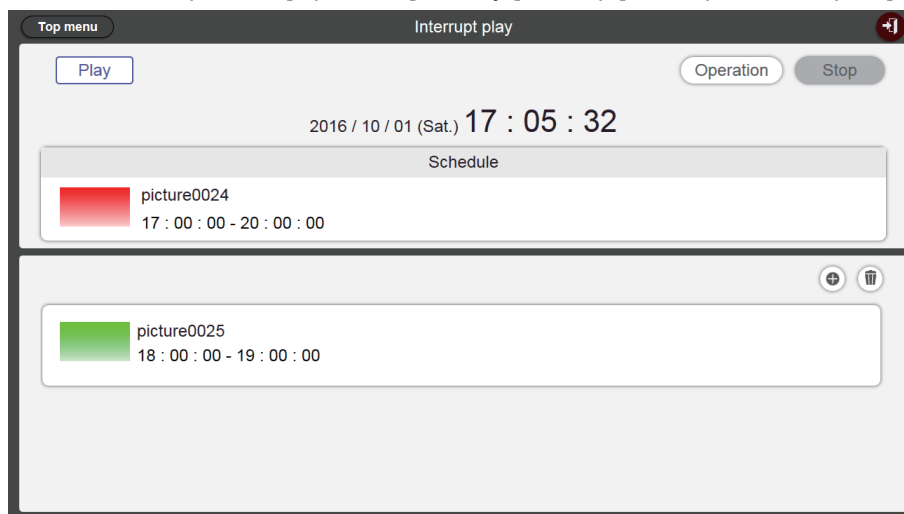 Top menu
Interrupt play
Play
Operation
Stop
2016 / 10 / 01 (Sat.) 17 : 05 : 32
Schedule
picture0024
17 : 00 : 00 - 20 : 00 : 00
picture0025
18 : 00 : 00 - 19 : 00 : 00